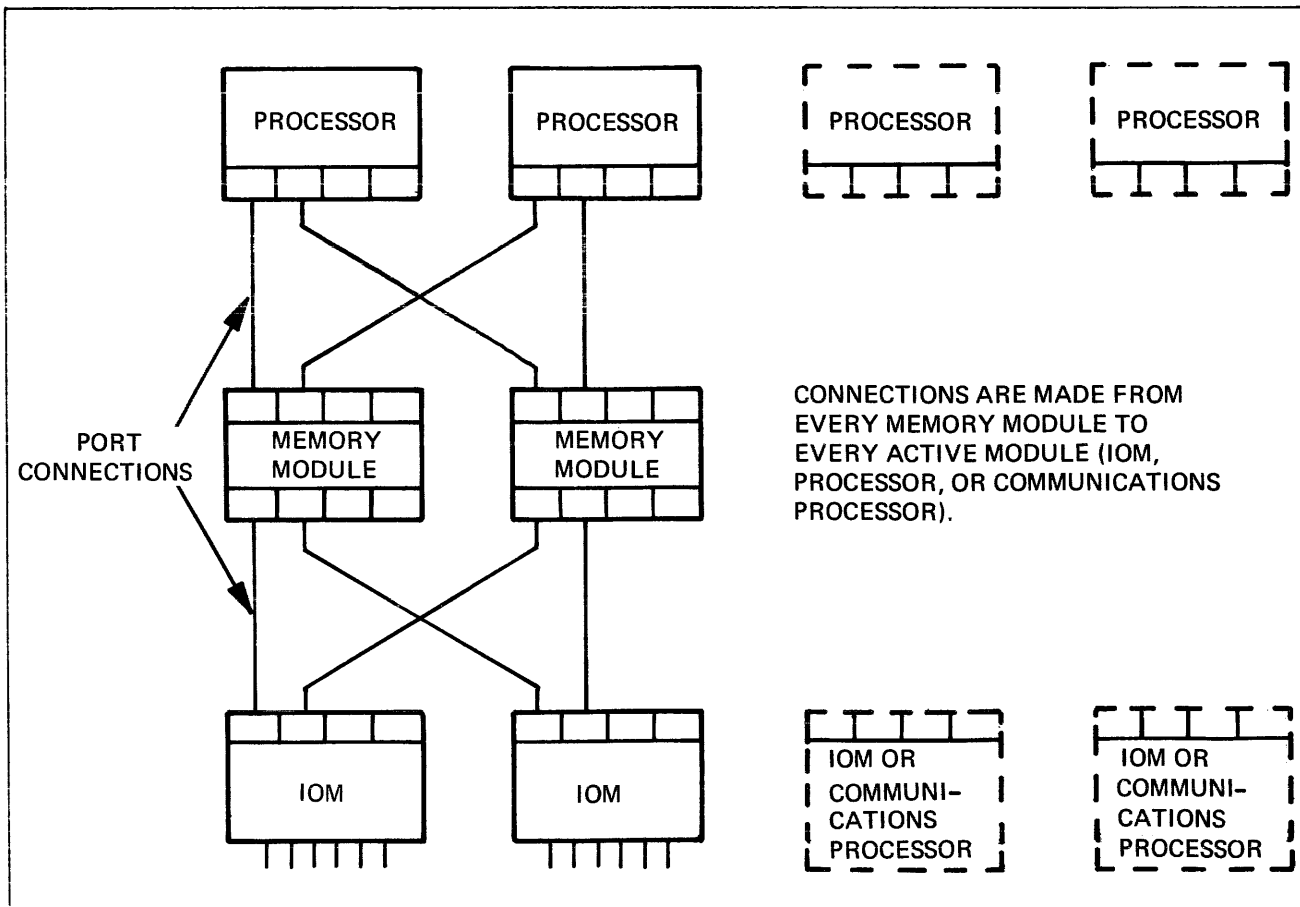 PROCESSOR
PROCESSOR
PROCESSOR
PROCESSOR
PORT
CONNECTIONS
MEMORY
MODULE
MEMORY
MODULE
CONNECTIONS ARE MADE FROM
EVERY MEMORY MODULE TO
EVERY ACTIVE MODULE (IOM,
PROCESSOR, OR COMMUNICATIONS
PROCESSOR).
IOM
IOM
IOM OR
COMMUNI-
CATIONS
PROCESSOR
IOM OR
COMMUNI-
CATIONS
PROCESSOR